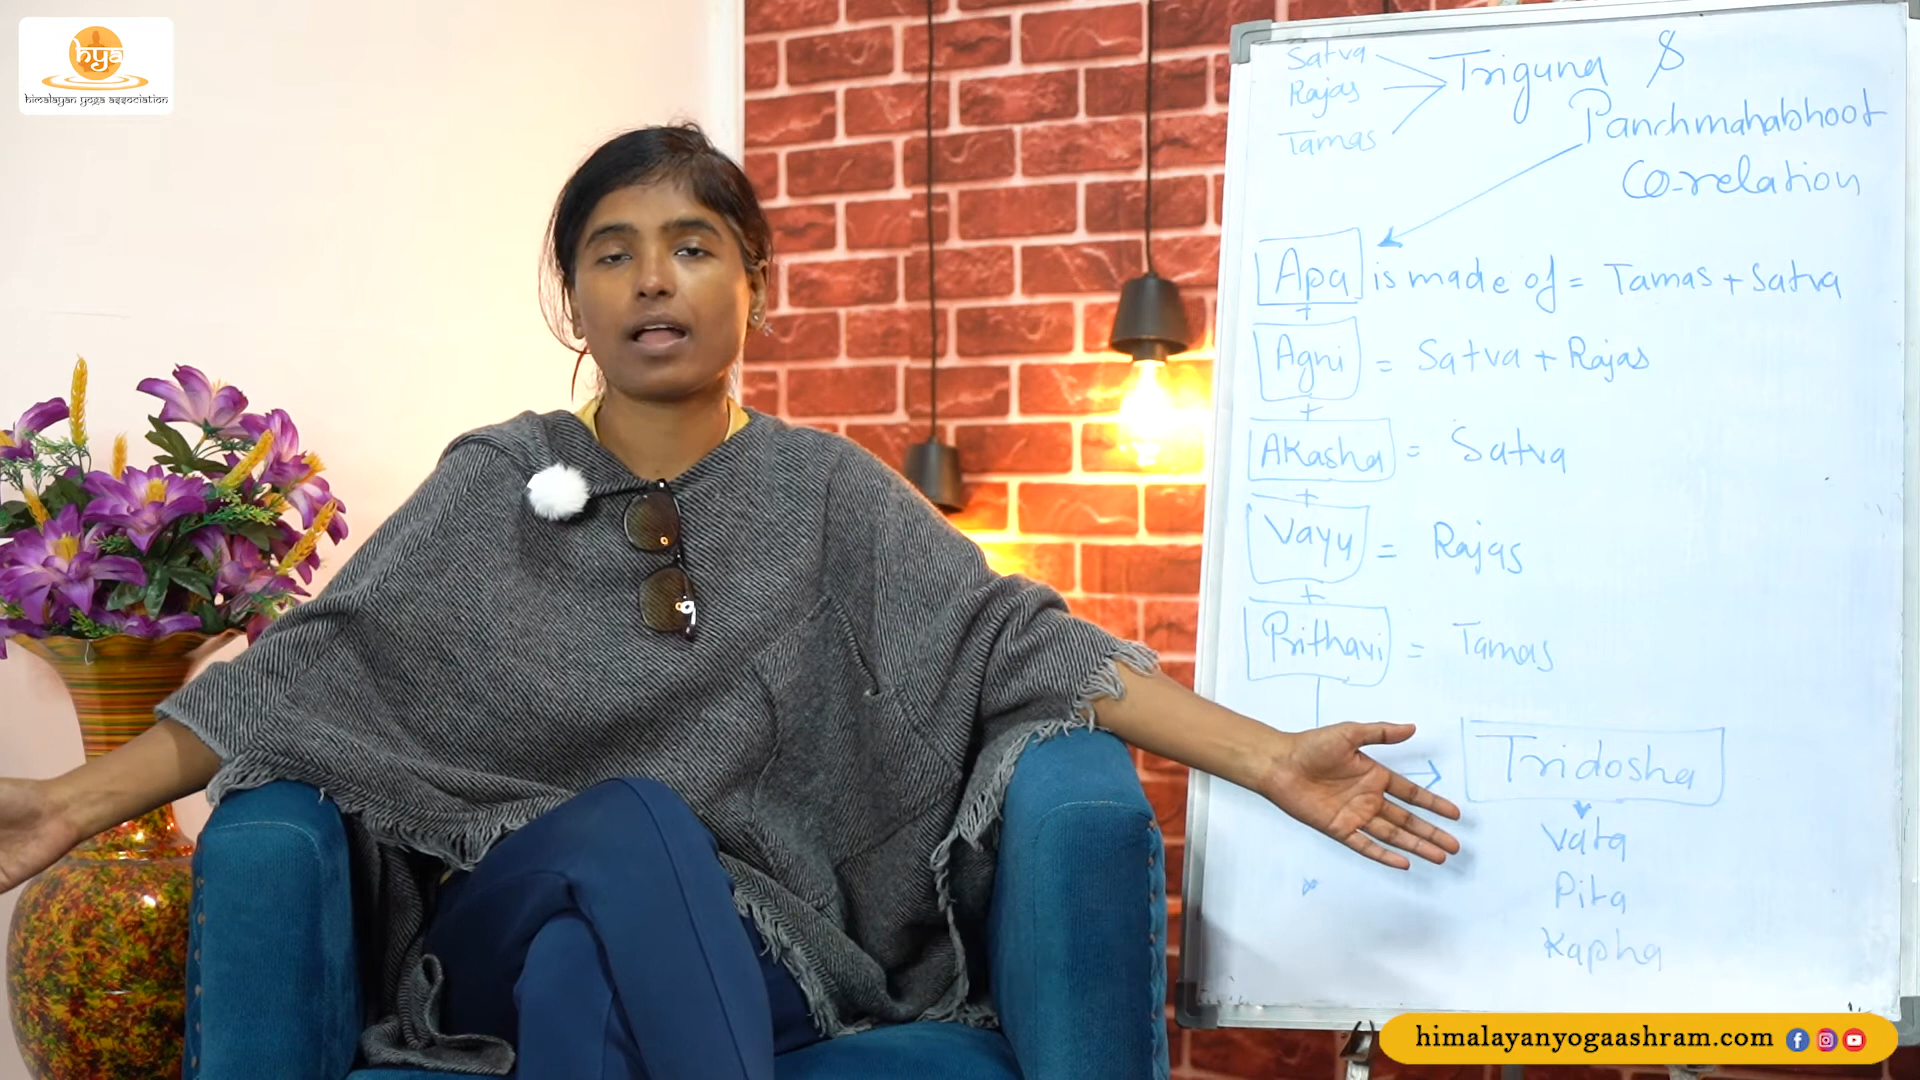 hya
himalayan yoga association
Satva
Rajas
Tamas
Triguna &
Panchmahabhoot
Co-relation
Apa is made of = Tamas + Satva
+
Agni = Satva + Rajas
+
Akasha = Satva
+
Vayu = Rajas
+
Prithavi = Tamas
Tridosha
Vata
Pita
Kapha
himalayanyogaashram.com